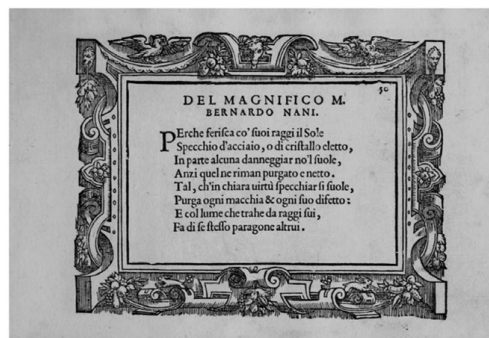 50
DEL MAGNIFICO M.
BERNARDO NANI.
PErche ferisca co' suoi raggi il Sole
Specchio d'acciaio, o di cristallo eletto,
In parte alcuna danneggiar no'l suole,
Anzi quel ne riman purgato e netto.
Tal, ch'in chiara uirtù specchiar si suole,
Purga ogni macchia & ogni suo difetto:
E col lume che trahe da raggi sui,
Fa di se stesso paragone altrui.